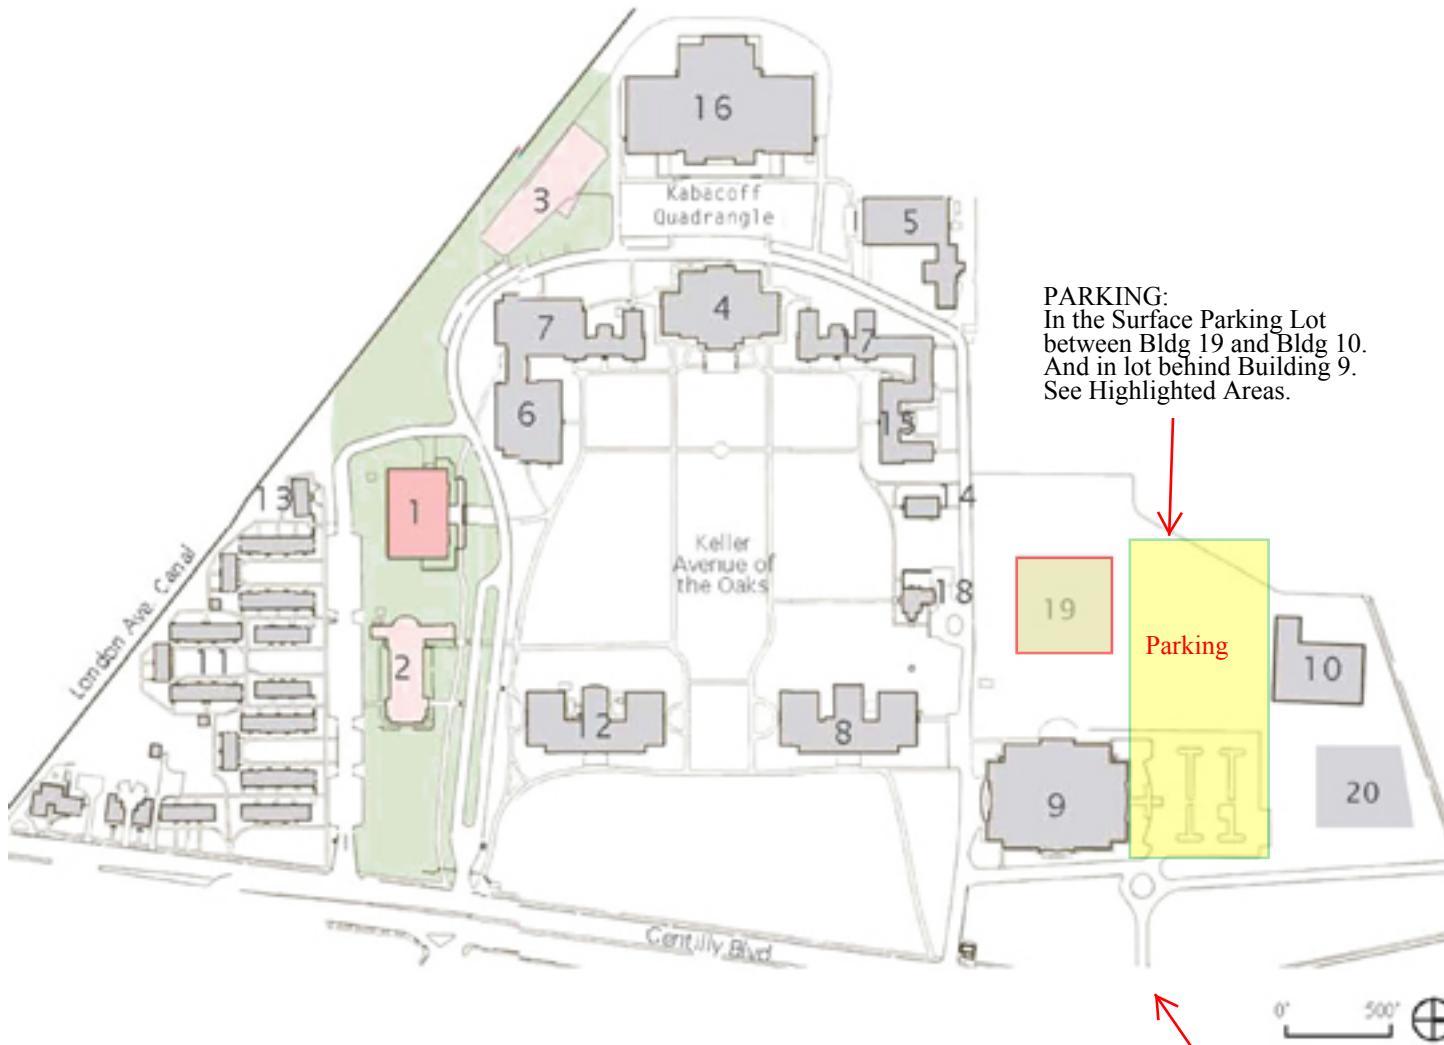 16
3
Kabacoff
Quadrangle
5
PARKING:
In the Surface Parking Lot
between Bldg 19 and Bldg 10.
And in lot behind Building 9.
See Highlighted Areas.
4
7
17
6
15
13
1
14
Keller
Avenue of
the Oaks
London Ave. Canal
18
19
Parking
11
2
10
12
8
9
20
Gentilly Blvd
0'
500'